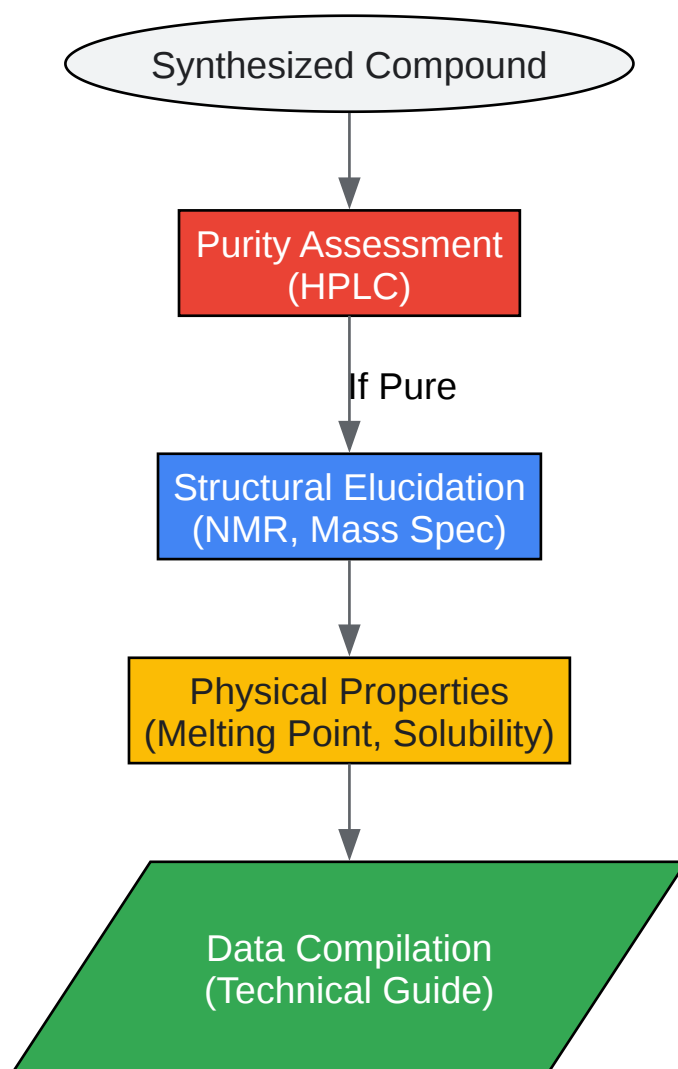 Synthesized Compound
Purity Assessment
(HPLC)
If Pure
Structural Elucidation
(NMR, Mass Spec)
Physical Properties
(Melting Point, Solubility)
Data Compilation
(Technical Guide)